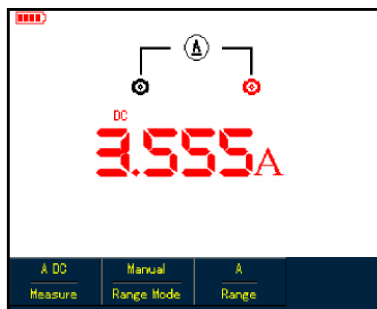 A
DC
3.555A
A DC Manual A
Measure Range Mode Range